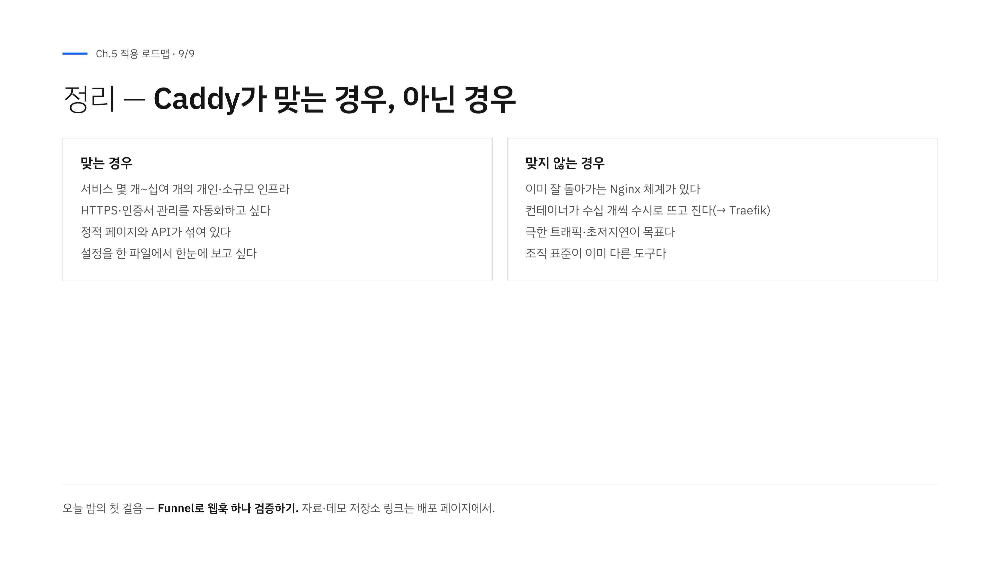 Ch.5 적용 로드맵 · 9/9
정리 — Caddy가 맞는 경우, 아닌 경우
맞는 경우
서비스 몇 개~십여 개의 개인·소규모 인프라
HTTPS·인증서 관리를 자동화하고 싶다
정적 페이지와 API가 섞여 있다
설정을 한 파일에서 한눈에 보고 싶다
맞지 않는 경우
이미 잘 돌아가는 Nginx 체계가 있다
컨테이너가 수십 개씩 수시로 뜨고 진다(→ Traefik)
극한 트래픽·초저지연이 목표다
조직 표준이 이미 다른 도구다
오늘 밤의 첫 걸음 — Funnel로 웹훅 하나 검증하기. 자료·데모 저장소 링크는 배포 페이지에서.